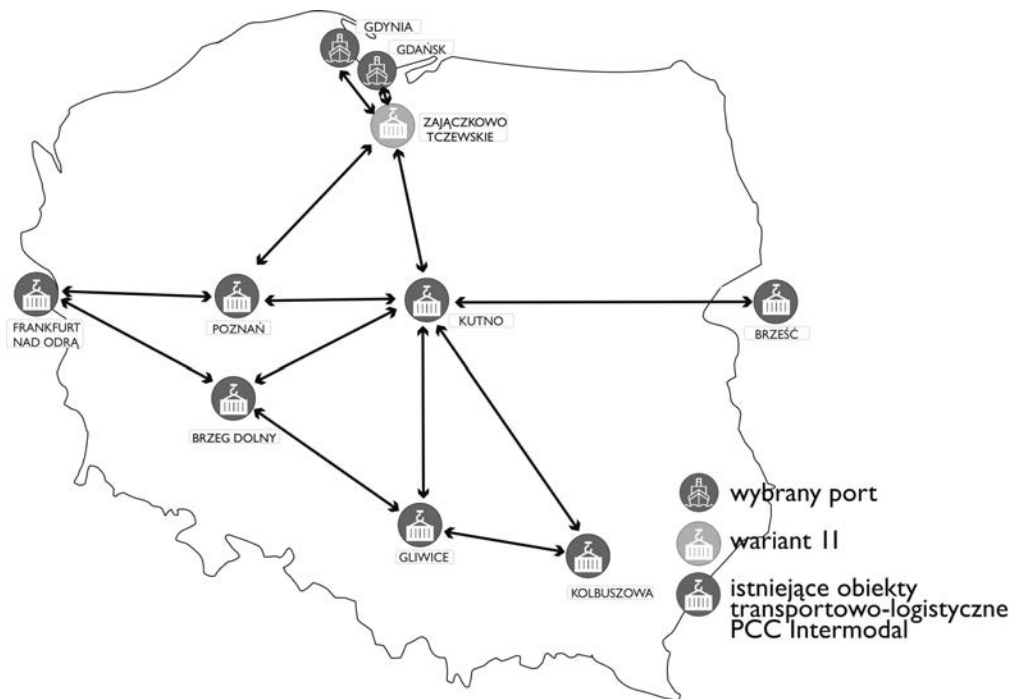 GDYNIA
GDAŃSK
ZAJĄCZKOWO
TCZEWSKIE
FRANKFURT
NAD ODRĄ
POZNAŃ
KUTNO
BRZEŚĆ
BRZEG DOLNY
GLIWICE
KOLBUSZOWA
wybrany port
wariant II
istniejące obiekty
transportowo-logistyczne
PCC Intermodal